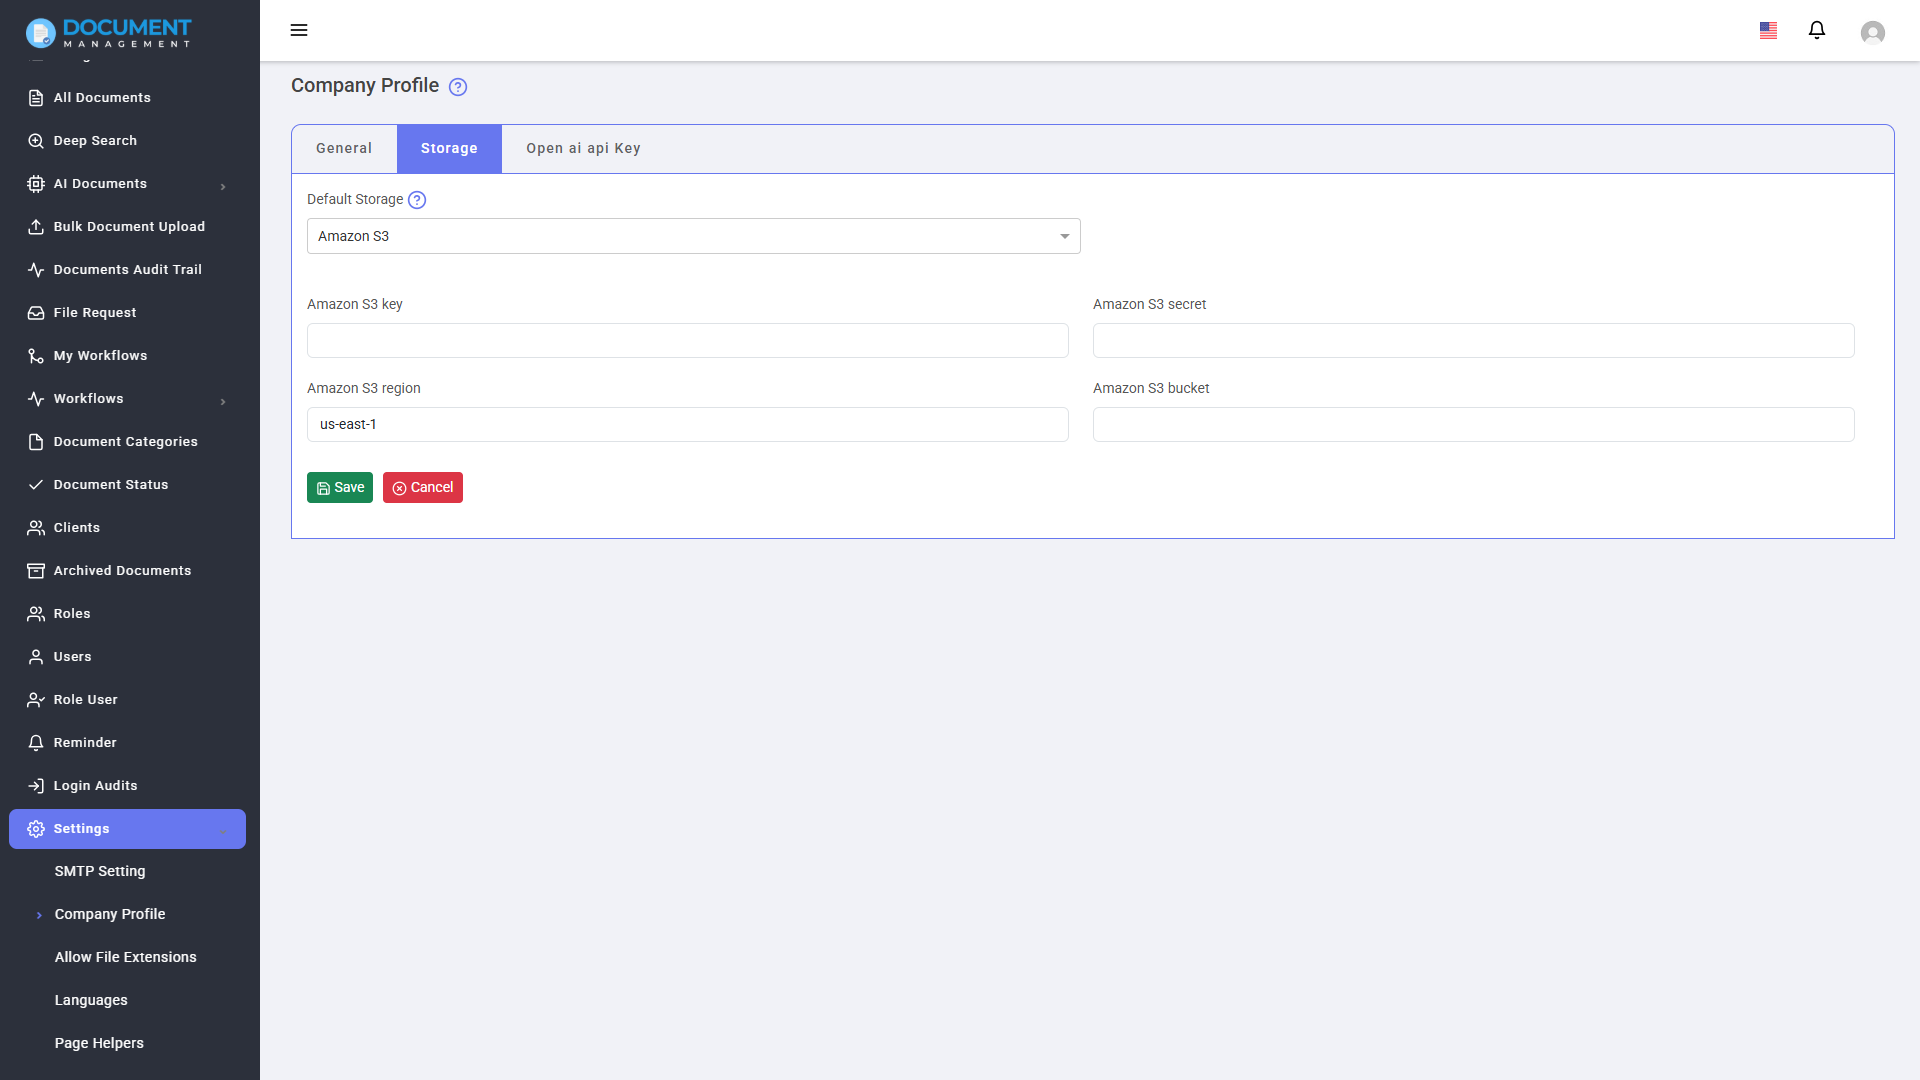 DOCUMENT
MANAGEMENT
All Documents
Deep Search
AI Documents
Bulk Document Upload
Documents Audit Trail
File Request
My Workflows
Workflows
Document Categories
Document Status
Clients
Archived Documents
Roles
Users
Role User
Reminder
Login Audits
Settings
SMTP Setting
Company Profile
Allow File Extensions
Languages
Page Helpers
Company Profile ?
General Storage Open ai api Key
Default Storage ?
Amazon S3
Amazon S3 key Amazon S3 secret
Amazon S3 region Amazon S3 bucket
us-east-1
Save Cancel